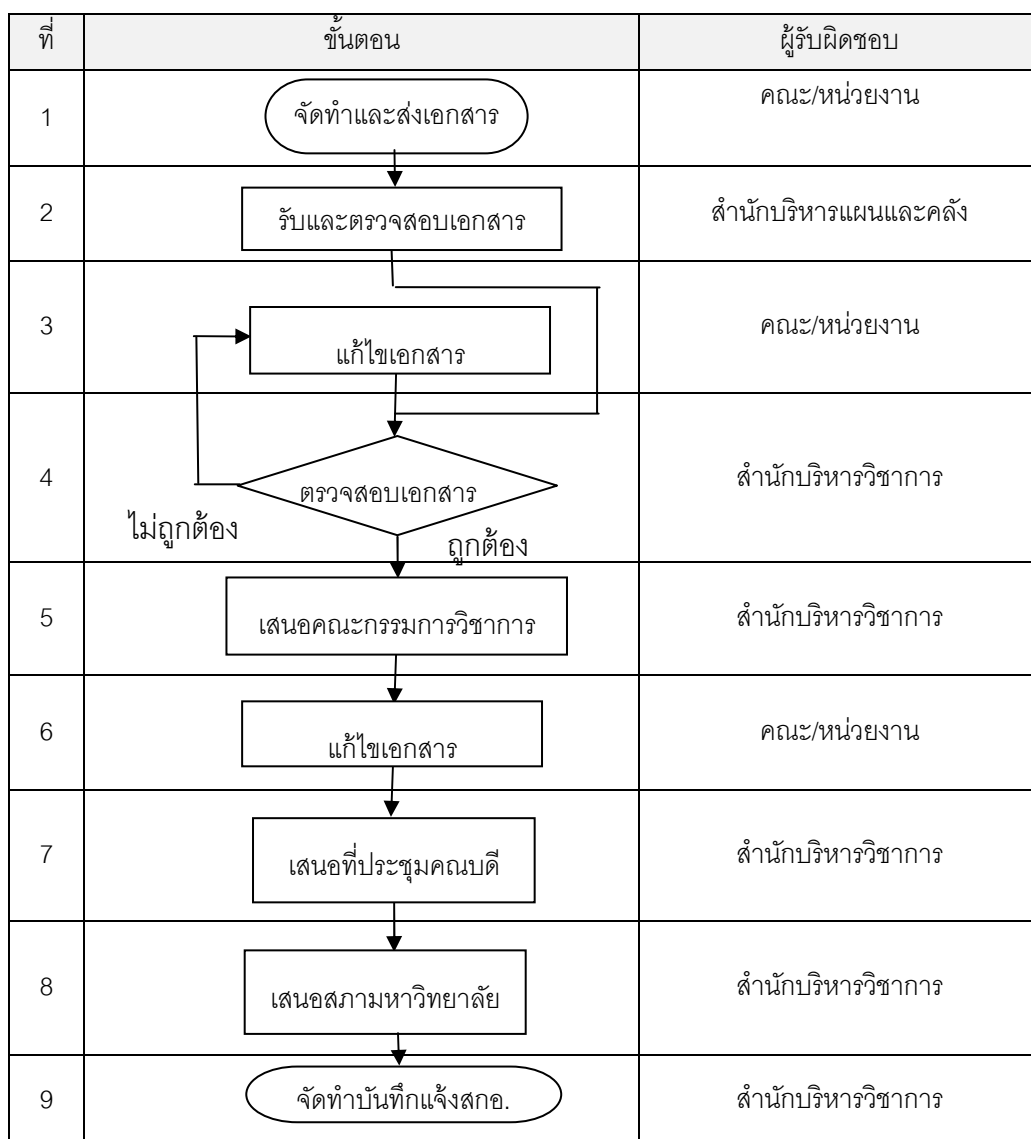 ที่ ขั้นตอน ผู้รับผิดชอบ
1 จัดทำและส่งเอกสาร คณะ/หน่วยงาน
2 รับและตรวจสอบเอกสาร สำนักบริหารแผนและคลัง
3 แก้ไขเอกสาร คณะ/หน่วยงาน
4 ตรวจสอบเอกสาร สำนักบริหารวิชาการ
ไม่ถูกต้อง ถูกต้อง
5 เสนอคณะกรรมการวิชาการ สำนักบริหารวิชาการ
6 แก้ไขเอกสาร คณะ/หน่วยงาน
7 เสนอที่ประชุมคณบดี สำนักบริหารวิชาการ
8 เสนอสภามหาวิทยาลัย สำนักบริหารวิชาการ
9 จัดทำบันทึกแจ้งสกอ. สำนักบริหารวิชาการ